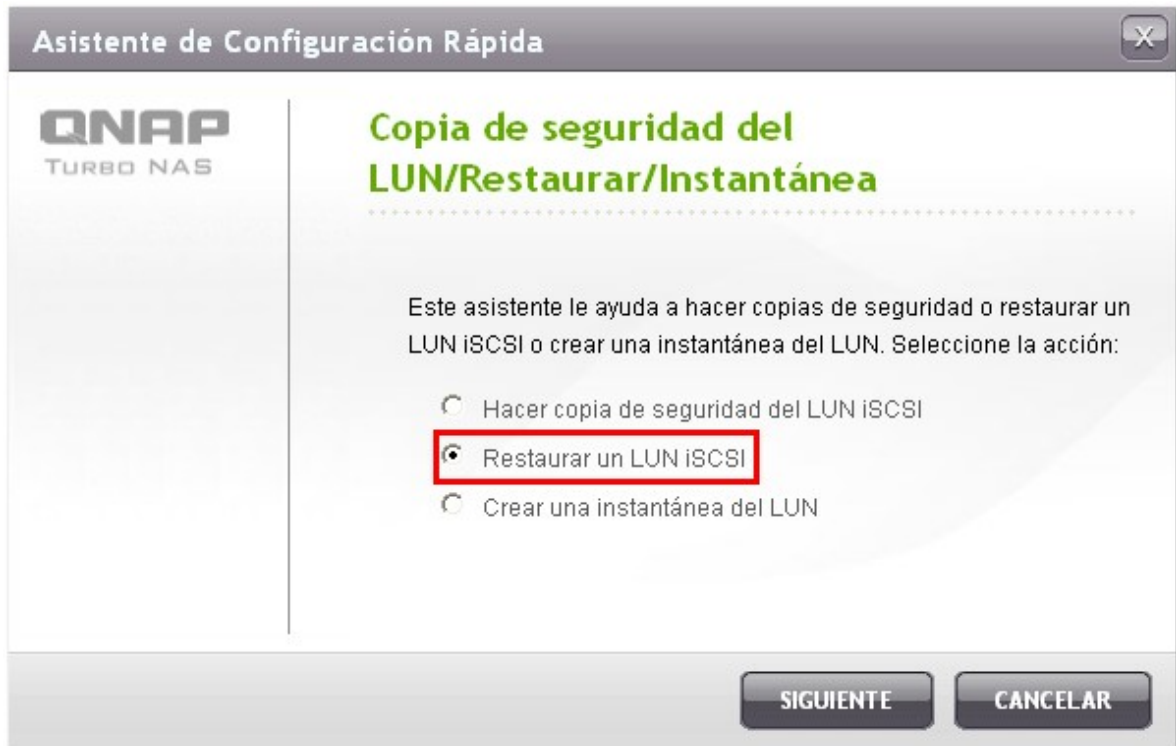 Asistente de Configuración Rápida
X
QNAP
TURBO NAS
Copia de seguridad del
LUN/Restaurar/Instantánea
Este asistente le ayuda a hacer copias de seguridad o restaurar un
LUN iSCSI o crear una instantánea del LUN. Seleccione la acción:
Hacer copia de seguridad del LUN iSCSI
Restaurar un LUN iSCSI
Crear una instantánea del LUN
SIGUIENTE
CANCELAR